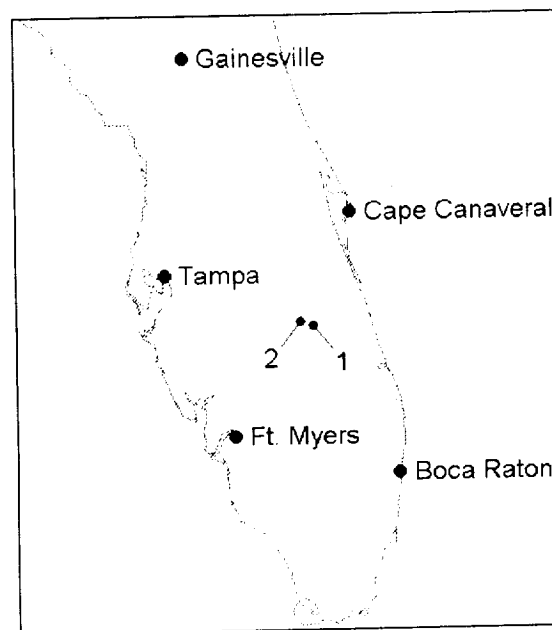 Gainesville
Cape Canaveral
Tampa
2
1
Ft. Myers
Boca Raton